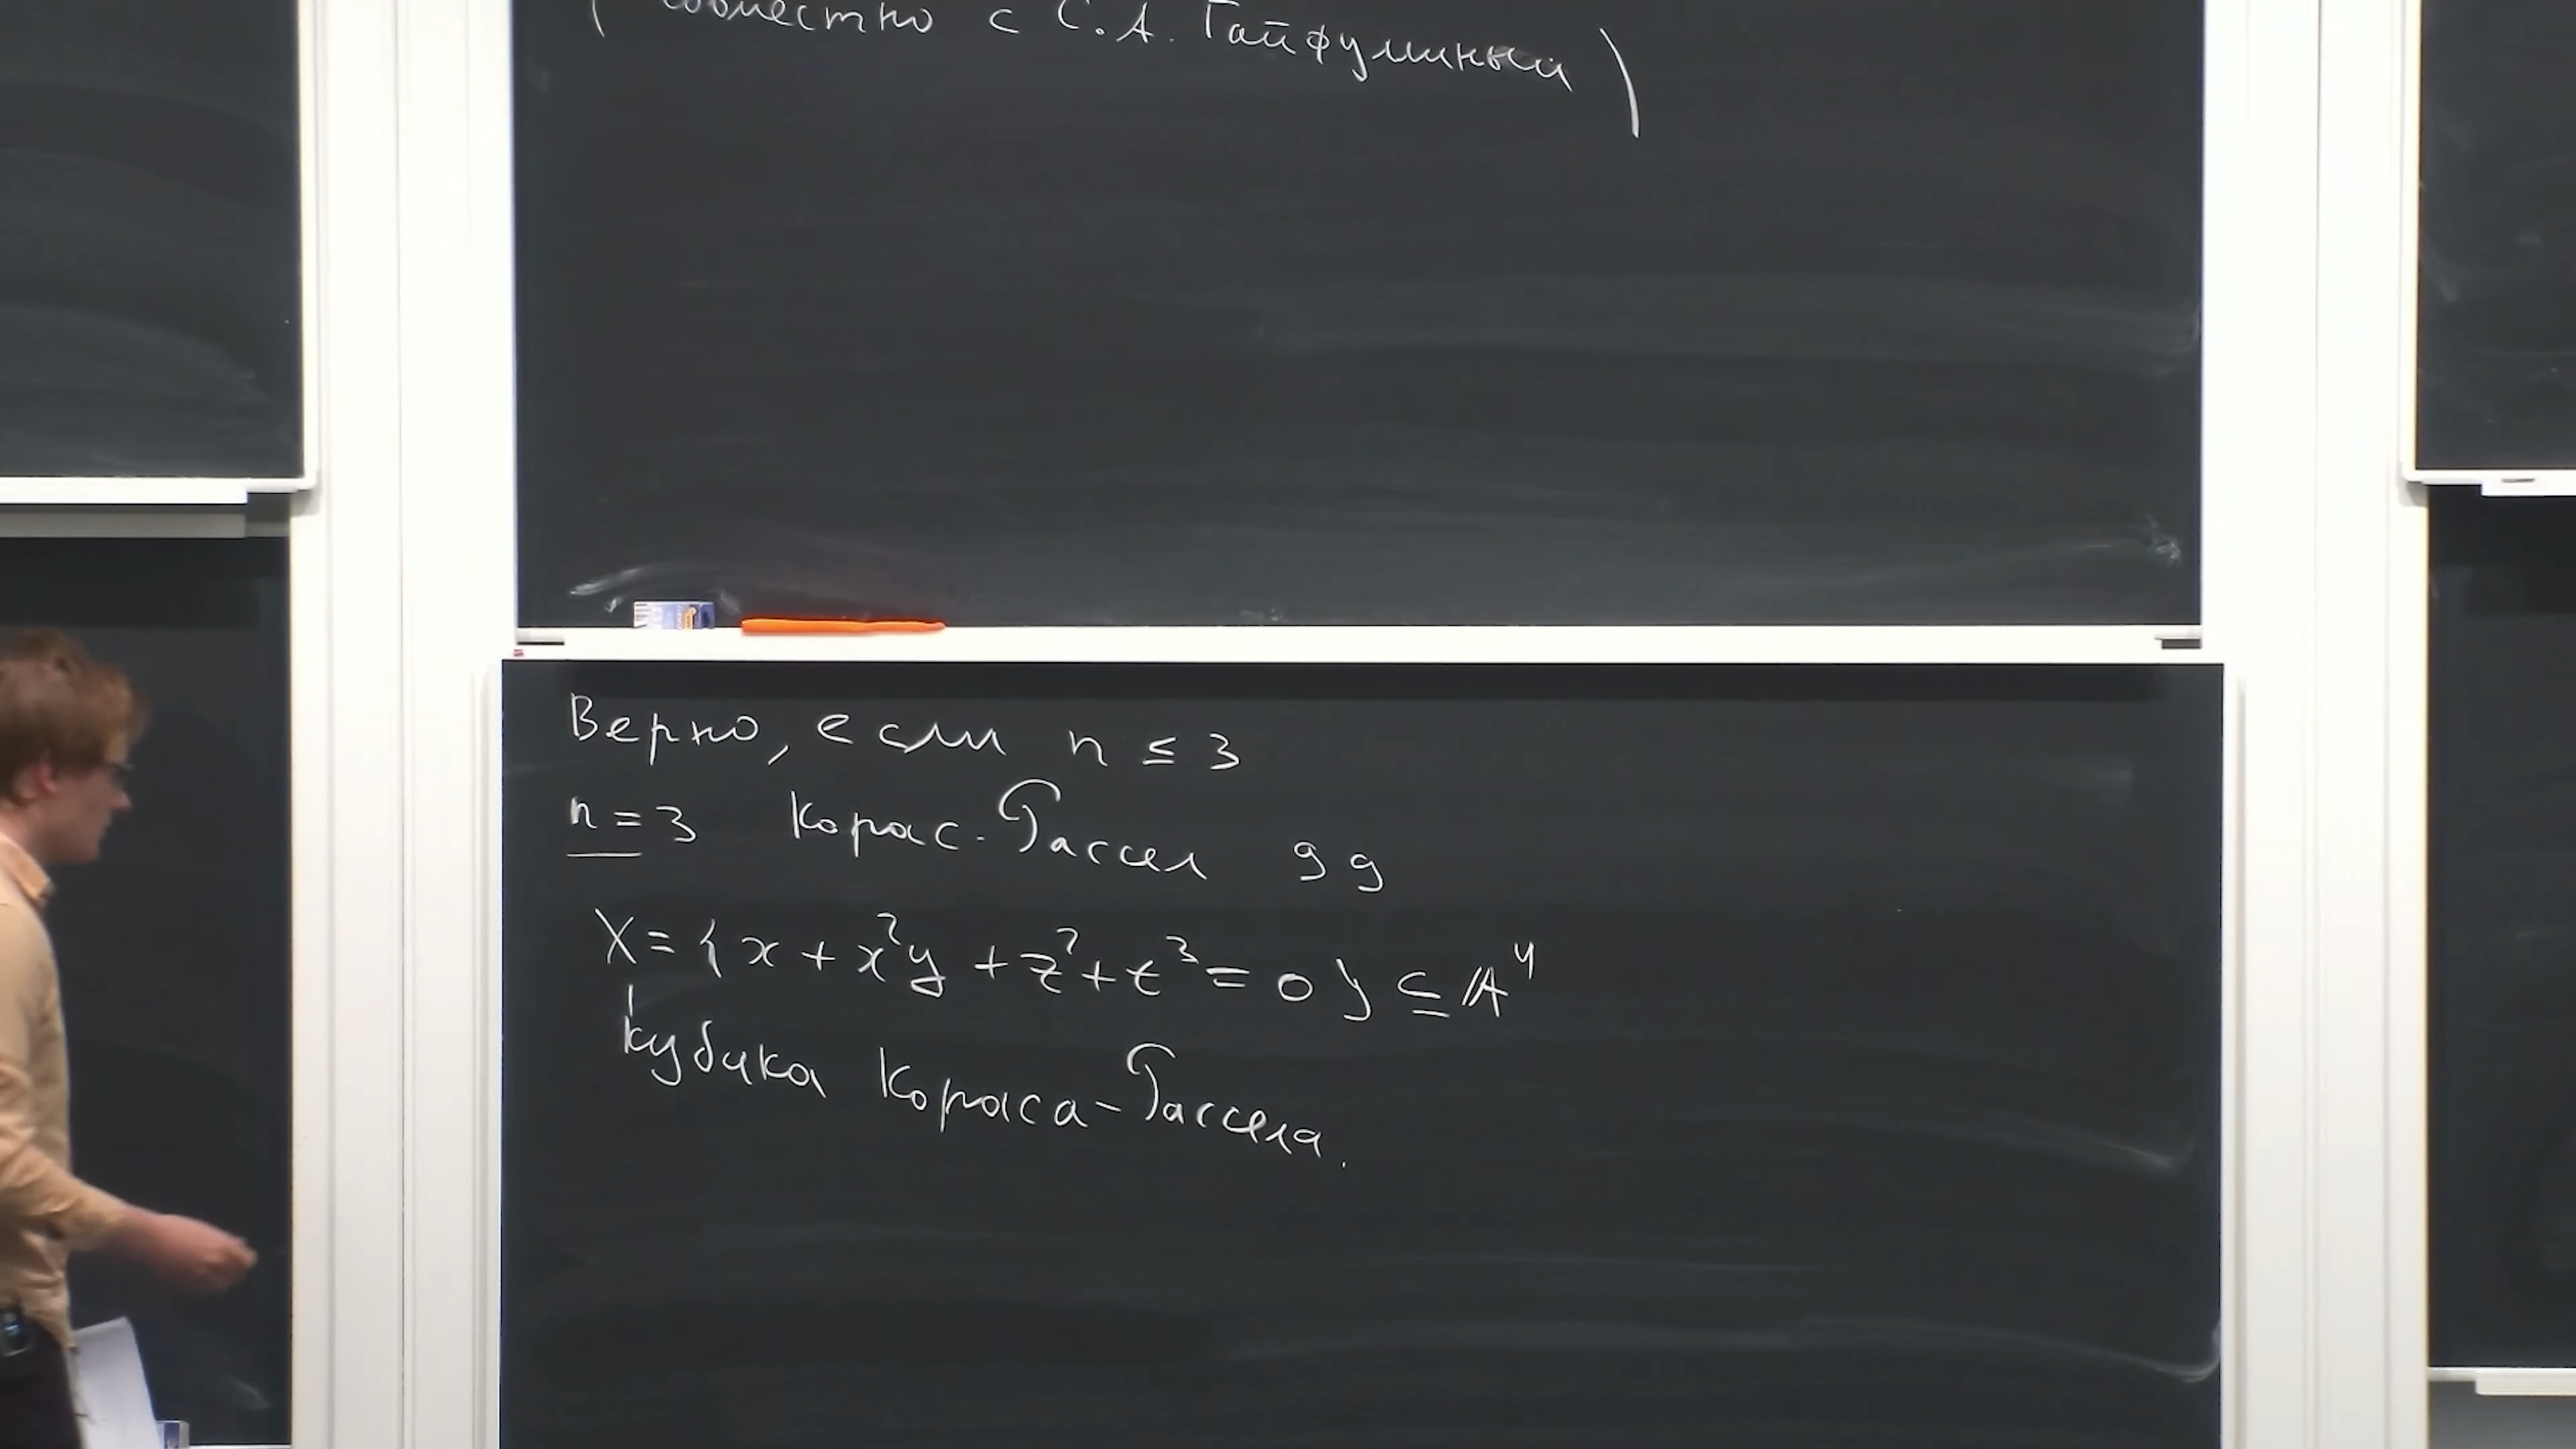 (совместно с С.А. Гайфуллиным)
Верно, если n ≤ 3
n = 3 Корас-Рассел 99
X = { x + x²y + z² + t³ = 0 } ⊆ 𝔸⁴
кубика Кораса-Рассела.